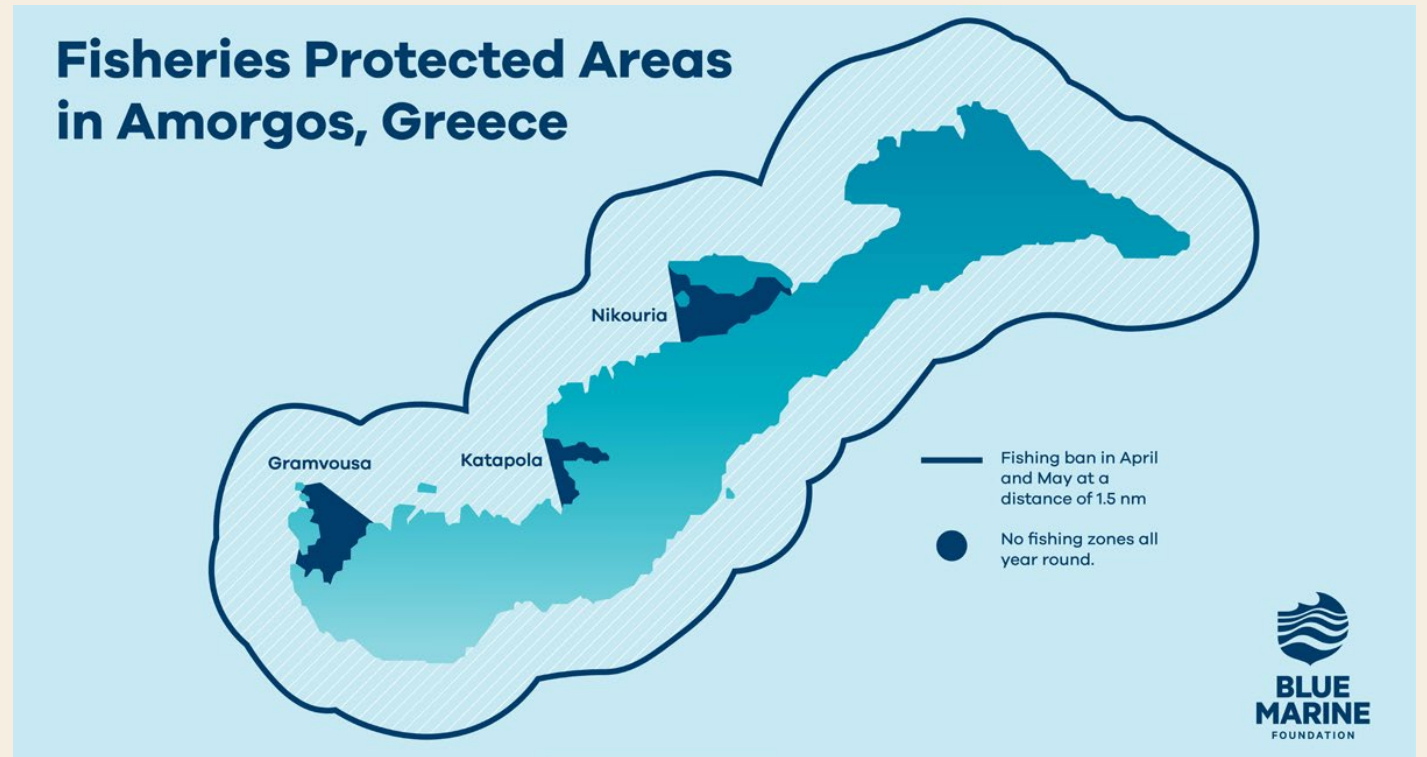 Fisheries Protected Areas
in Amorgos, Greece
Nikouria
Gramvousa
Katapola
Fishing ban in April
and May at a
distance of 1.5 nm
No fishing zones all
year round.
BLUE
MARINE
FOUNDATION